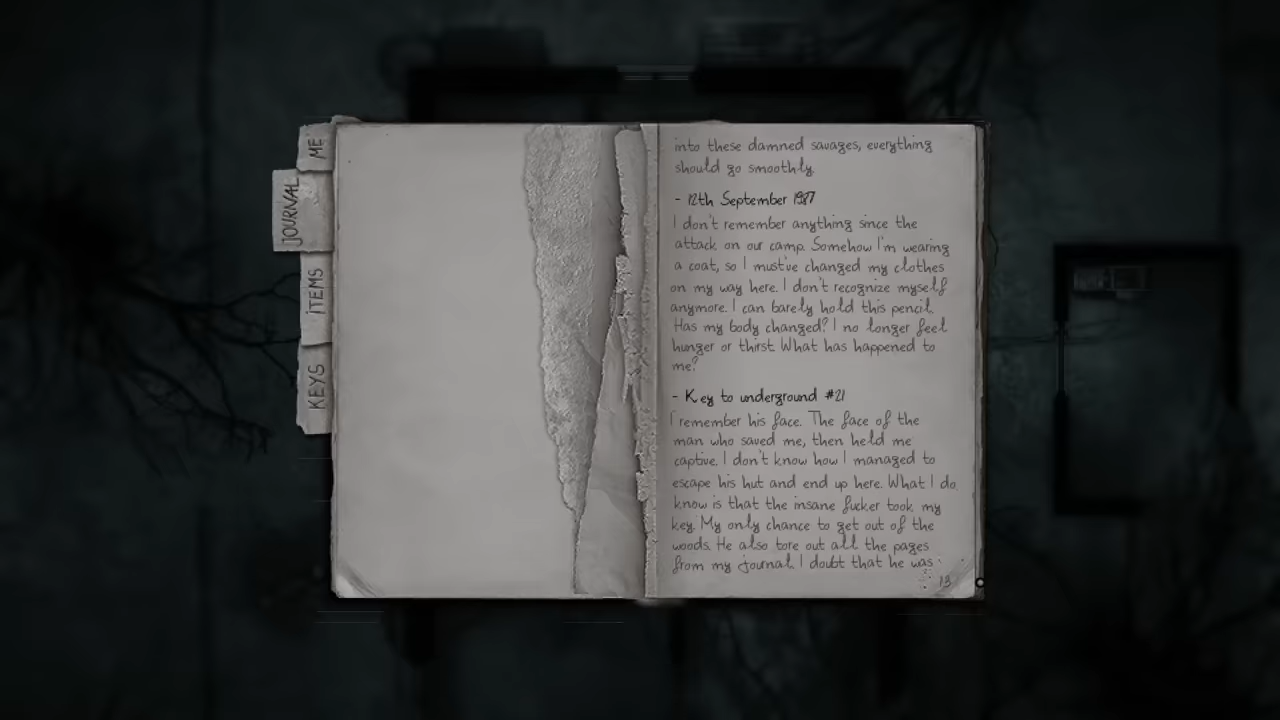 ME
JOURNAL
ITEMS
KEYS
into these damned savages, everything
should go smoothly.
- 12th September 1987
I don't remember anything since the
attack on our camp. Somehow I'm wearing
a coat, so I must've changed my clothes
on my way here. I don't recognize myself
anymore. I can barely hold this pencil.
Has my body changed? I no longer feel
hunger or thirst. What has happened to
me?
- Key to underground #21
I remember his face. The face of the
man who saved me, then held me
captive. I don't know how I managed to
escape his hut and end up here. What I do
know is that the insane fucker took my
key. My only chance to get out of the
woods. He also tore out all the pages
from my journal. I doubt that he was
13